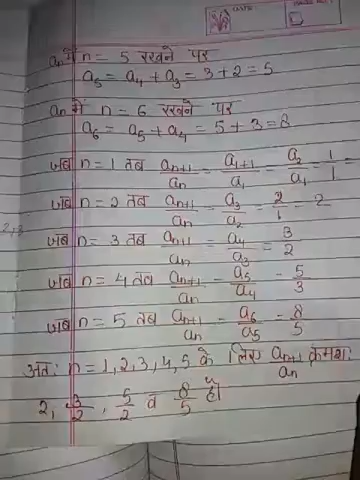 aₙ में n = 5 रखने पर
a₅ = a₄ + a₃ = 3 + 2 = 5
aₙ में n = 6 रखने पर
a₆ = a₅ + a₄ = 5 + 3 = 8
जब n = 1 तब aₙ₊₁/aₙ = a₁₊₁/a₁ = a₂/a₁ = 1/1 =
जब n = 2 तब aₙ₊₁/aₙ = a₃/a₂ = 2/1 = 2
जब n = 3 तब aₙ₊₁/aₙ = a₄/a₃ = 3/2
जब n = 4 तब aₙ₊₁/aₙ = a₅/a₄ = 5/3
जब n = 5 तब aₙ₊₁/aₙ = a₆/a₅ = 8/5
अतः n = 1, 2, 3, 4, 5 के लिए aₙ₊₁/aₙ क्रमशः
2, 3/2, 5/2 व 8/5 है।